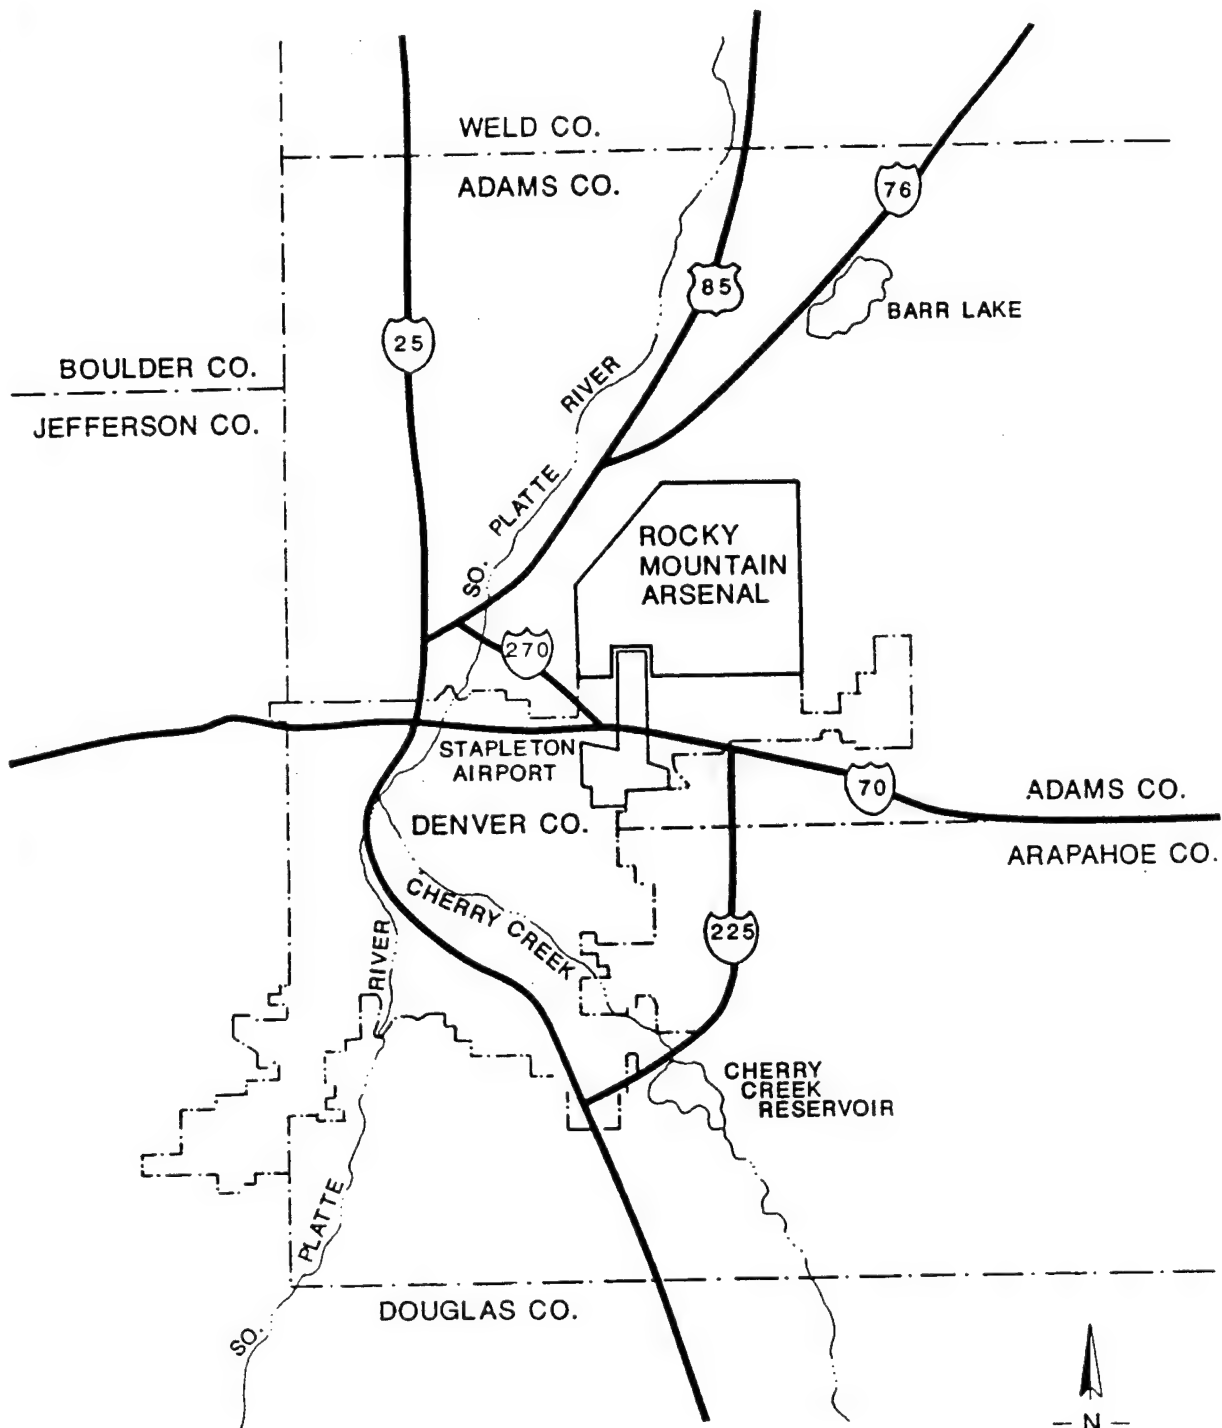 WELD CO.
ADAMS CO.
76
85
BARR LAKE
25
BOULDER CO.
JEFFERSON CO.
RIVER
PLATTE
SO.
ROCKY
MOUNTAIN
ARSENAL
270
STAPLETON
AIRPORT
70
ADAMS CO.
DENVER CO.
ARAPAHOE CO.
CHERRY CREEK
225
RIVER
CHERRY
CREEK
RESERVOIR
PLATTE
SO.
DOUGLAS CO.
N